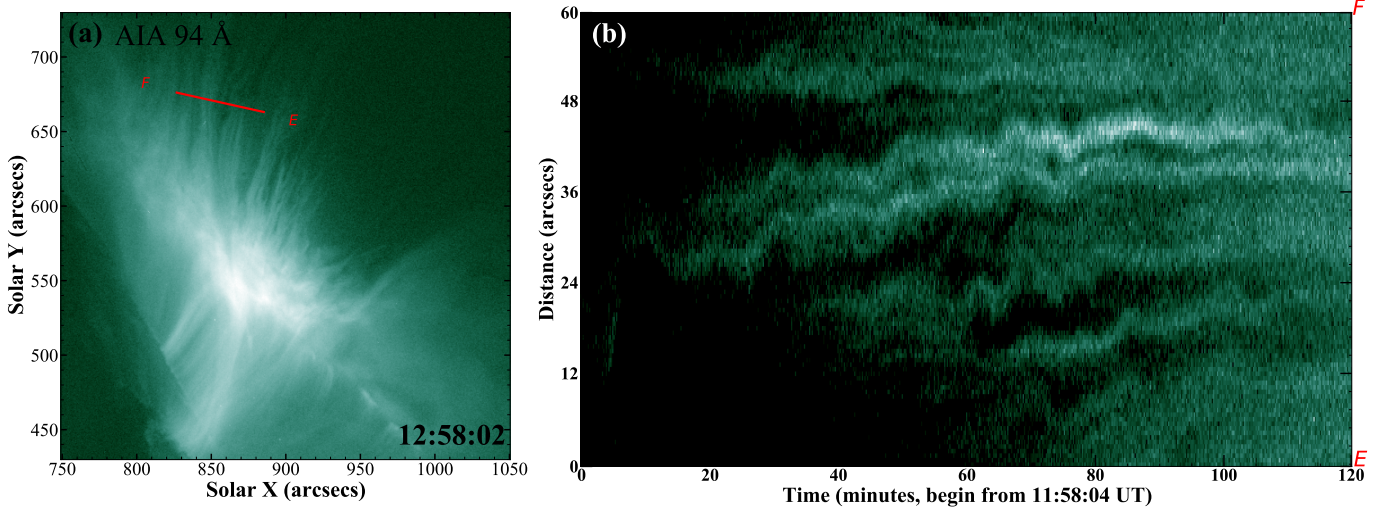 (a) AIA 94 Å
F
E
12:58:02
Solar Y (arcsecs)
700
650
600
550
500
450
750 800 850 900 950 1000 1050
Solar X (arcsecs)
(b)
F
E
Distance (arcsecs)
60
48
36
24
12
0
0 20 40 60 80 100 120
Time (minutes, begin from 11:58:04 UT)